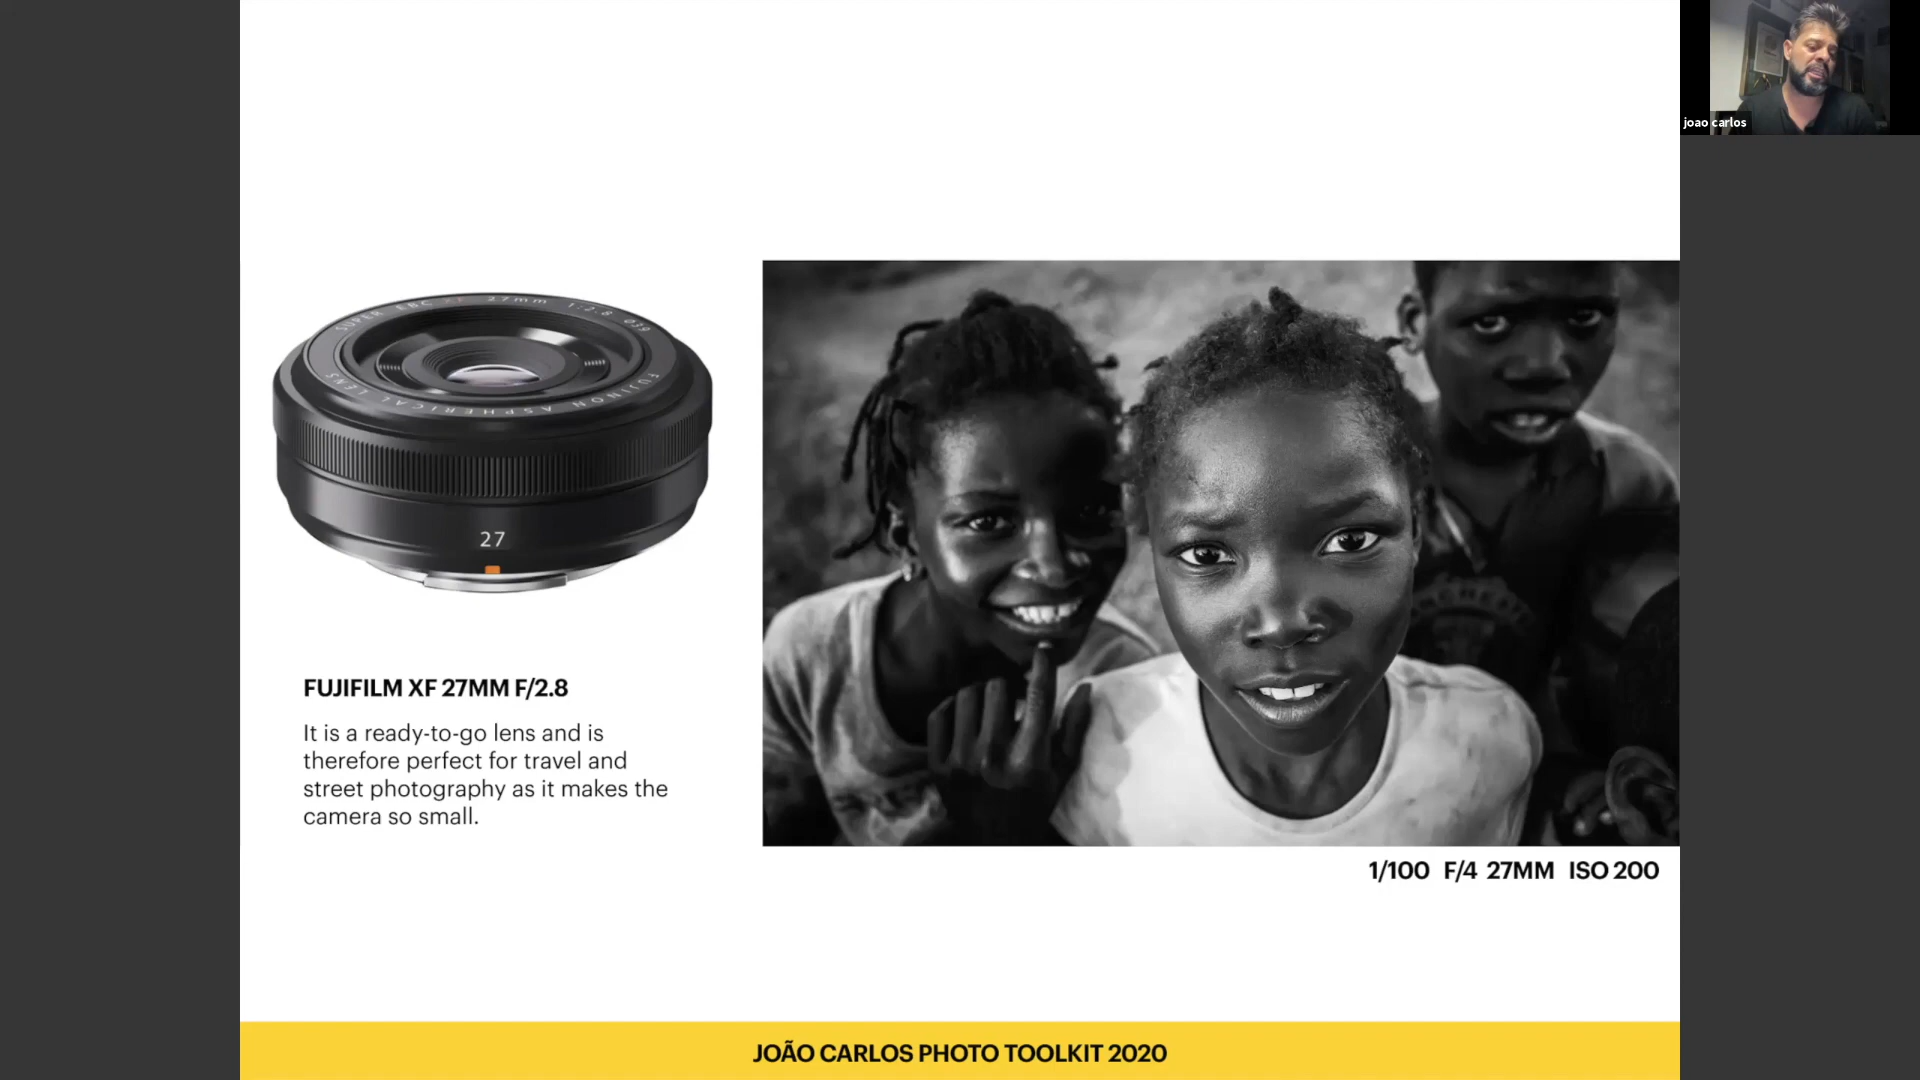 joao carlos
SUPER EBC XF 27mm 1:2.8 Ø39
FUJINON ASPHERICAL LENS
27
FUJIFILM XF 27MM F/2.8
It is a ready-to-go lens and is
therefore perfect for travel and
street photography as it makes the
camera so small.
1/100 F/4 27MM ISO 200
JOÃO CARLOS PHOTO TOOLKIT 2020